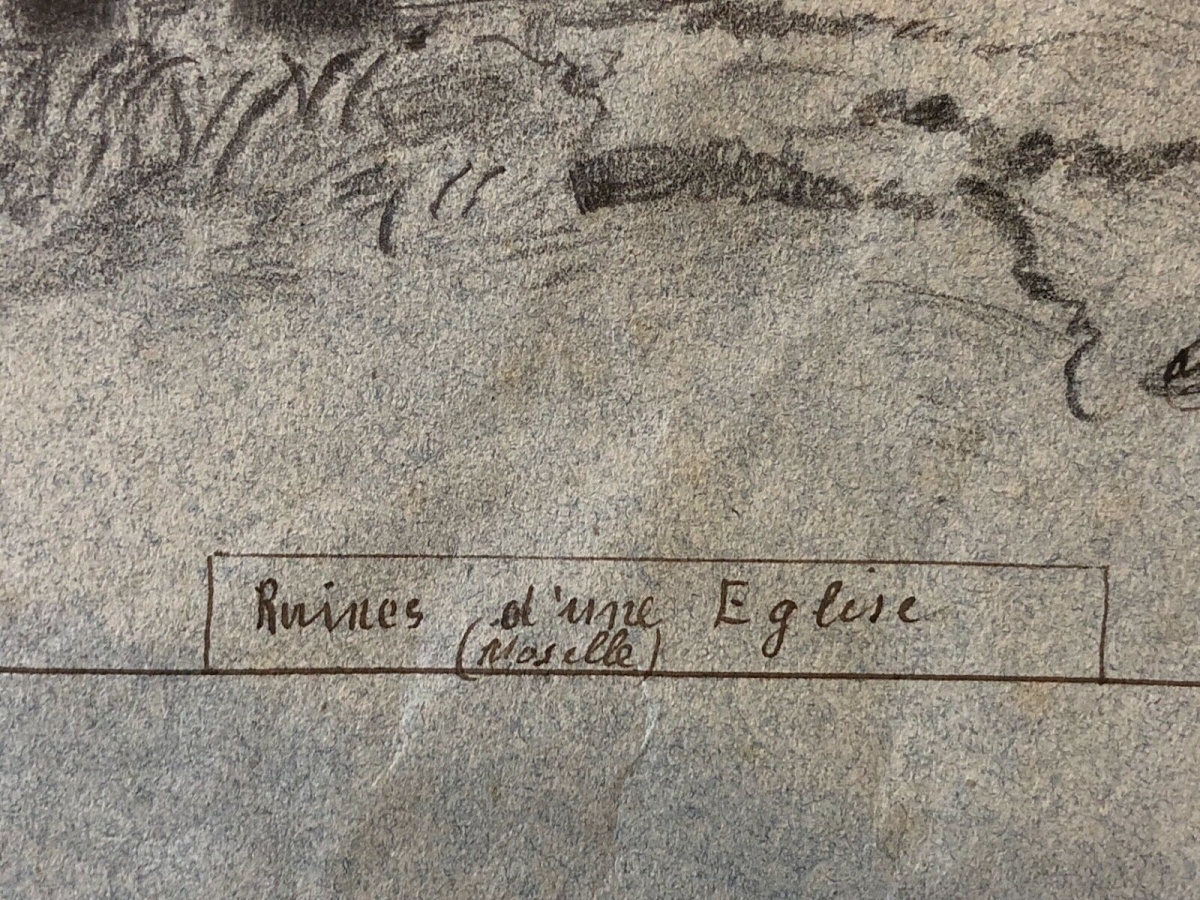 Ruines d'une Eglise
(Moselle)